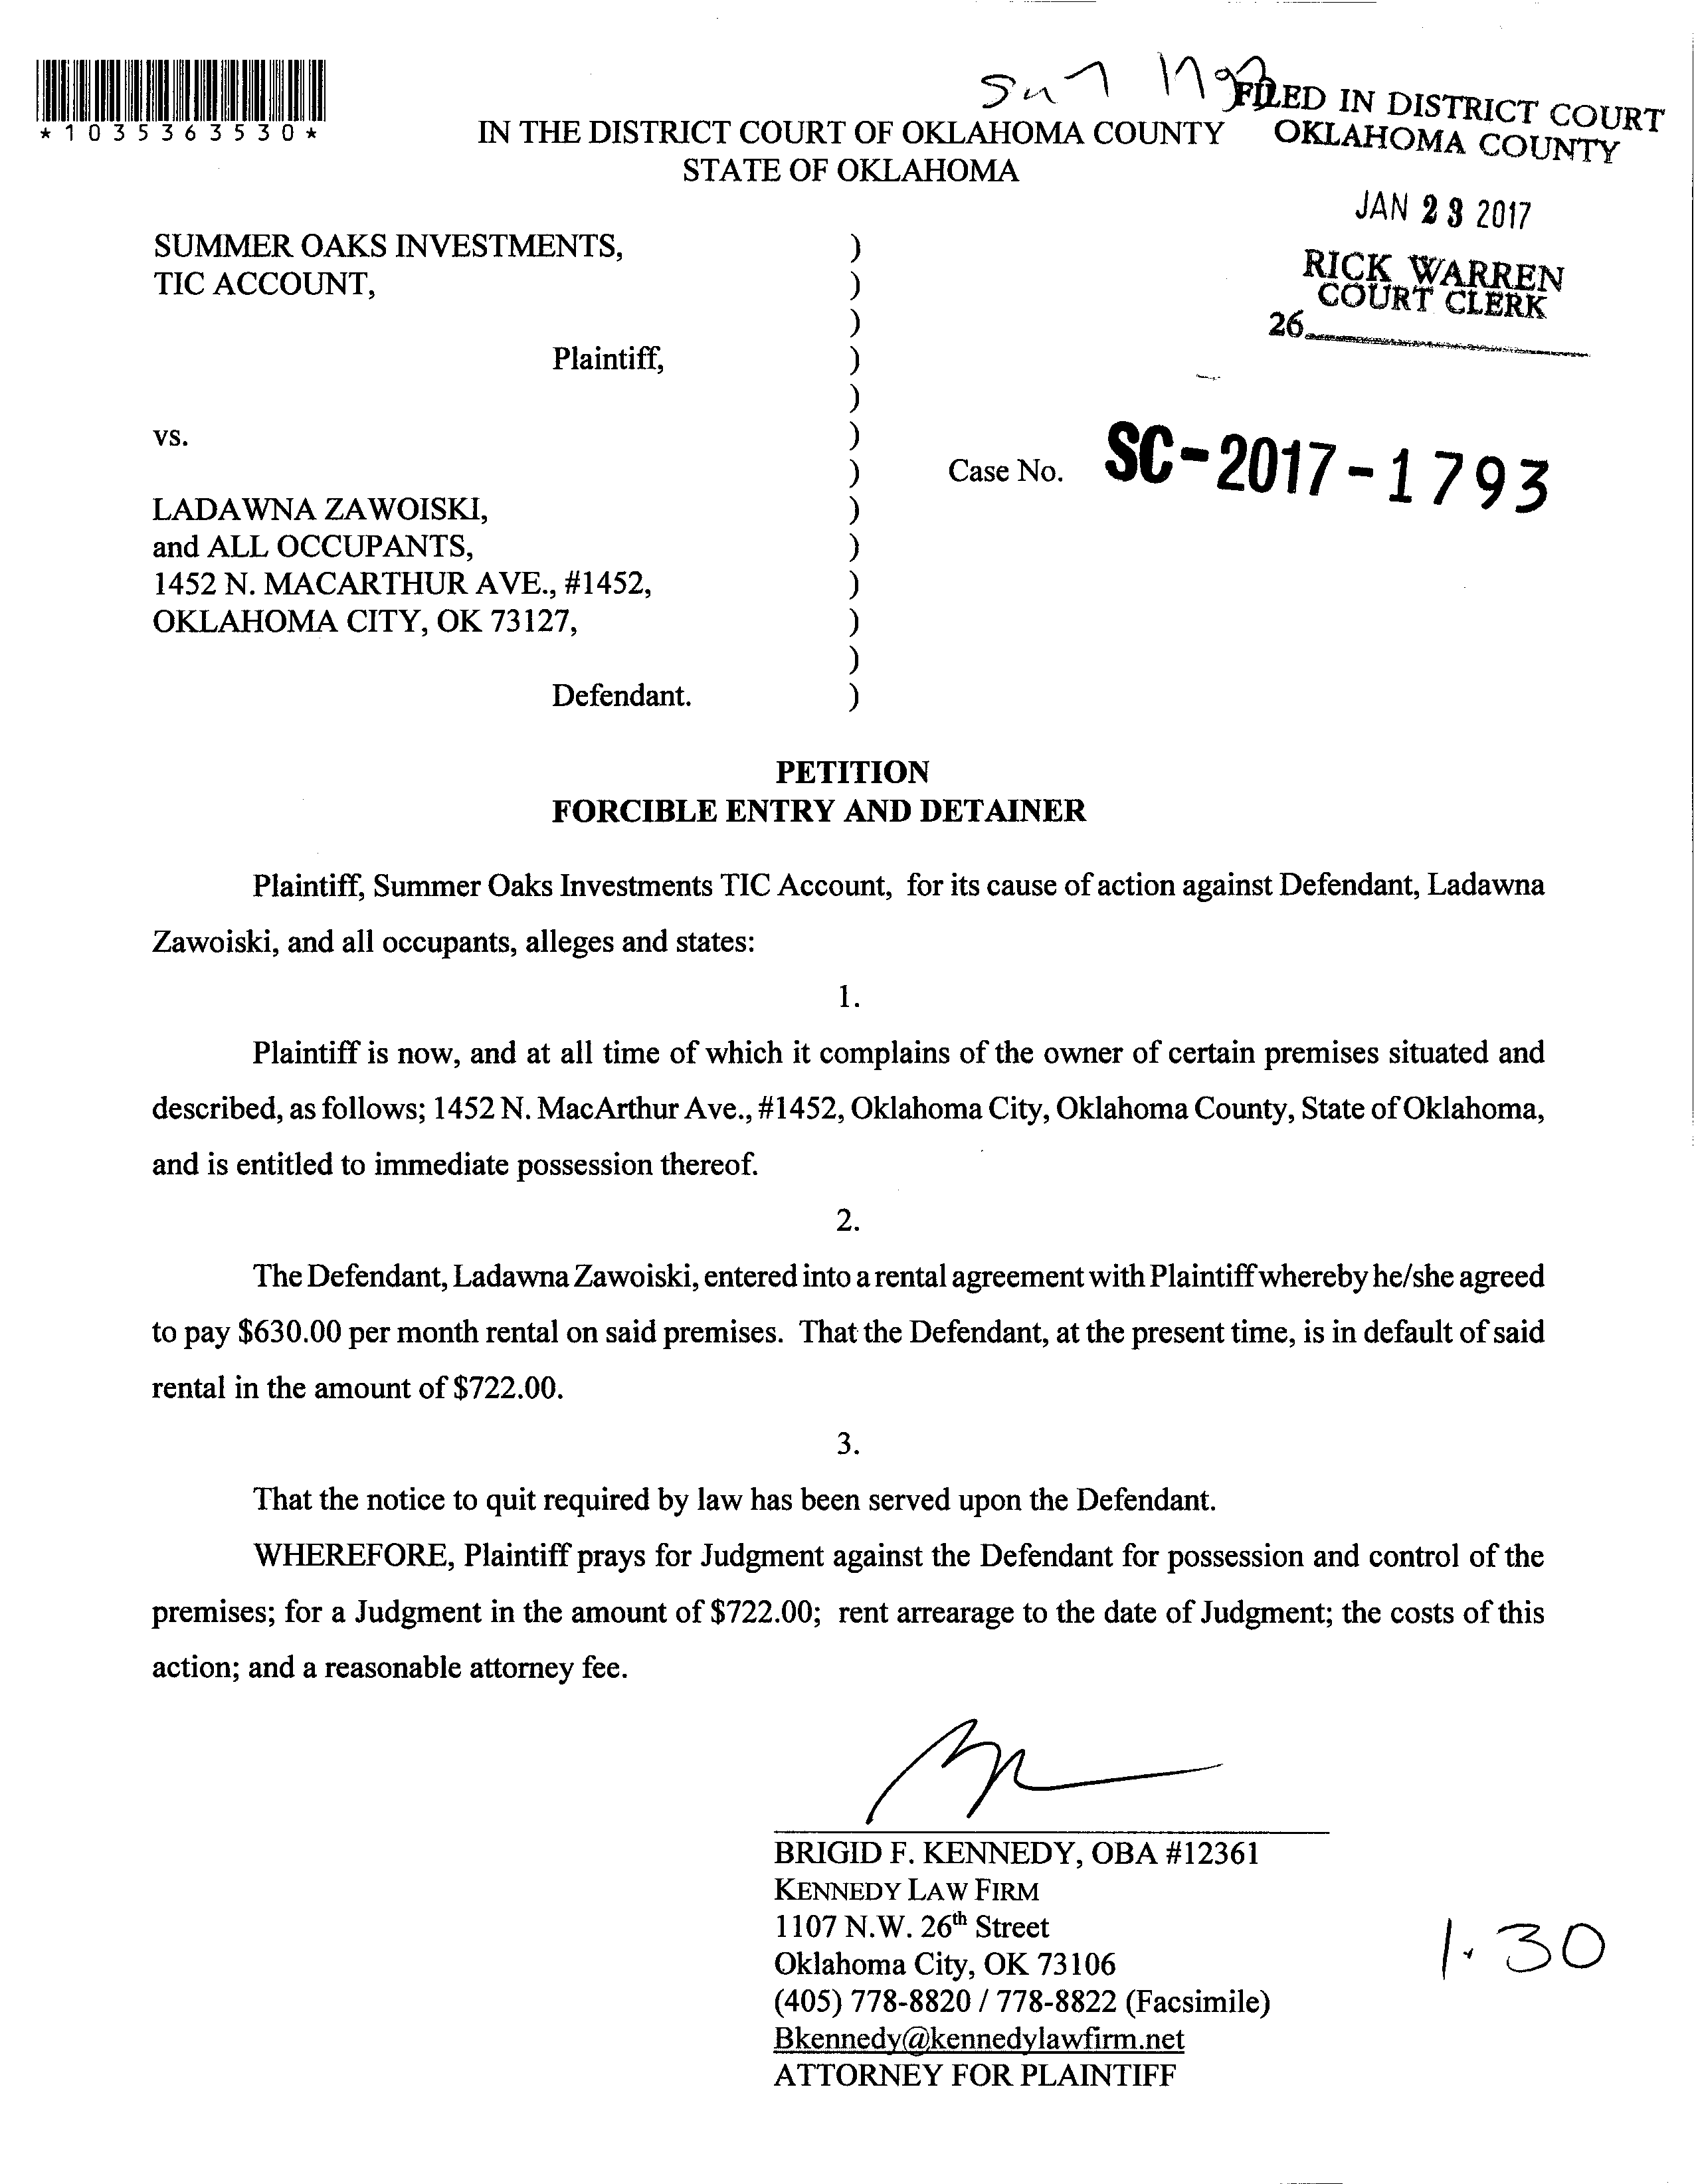 *1035363530*
FILED IN DISTRICT COURT
OKLAHOMA COUNTY
IN THE DISTRICT COURT OF OKLAHOMA COUNTY
STATE OF OKLAHOMA
JAN 23 2017
RICK WARREN
COURT CLERK
26
SUMMER OAKS INVESTMENTS, )
TIC ACCOUNT, )
)
Plaintiff, )
)
vs. )
) Case No. SC-2017-1793
LADAWNA ZAWOISKI, )
and ALL OCCUPANTS, )
1452 N. MACARTHUR AVE., #1452, )
OKLAHOMA CITY, OK 73127, )
)
Defendant. )
PETITION
FORCIBLE ENTRY AND DETAINER
Plaintiff, Summer Oaks Investments TIC Account, for its cause of action against Defendant, Ladawna
Zawoiski, and all occupants, alleges and states:
1.
Plaintiff is now, and at all time of which it complains of the owner of certain premises situated and
described, as follows; 1452 N. MacArthur Ave., #1452, Oklahoma City, Oklahoma County, State of Oklahoma,
and is entitled to immediate possession thereof.
2.
The Defendant, Ladawna Zawoiski, entered into a rental agreement with Plaintiff whereby he/she agreed
to pay $630.00 per month rental on said premises. That the Defendant, at the present time, is in default of said
rental in the amount of $722.00.
3.
That the notice to quit required by law has been served upon the Defendant.
WHEREFORE, Plaintiff prays for Judgment against the Defendant for possession and control of the
premises; for a Judgment in the amount of $722.00; rent arrearage to the date of Judgment; the costs of this
action; and a reasonable attorney fee.
BRIGID F. KENNEDY, OBA #12361
KENNEDY LAW FIRM
1107 N.W. 26th Street
Oklahoma City, OK 73106
(405) 778-8820 / 778-8822 (Facsimile)
Bkennedy@kennedylawfirm.net
ATTORNEY FOR PLAINTIFF
1.30